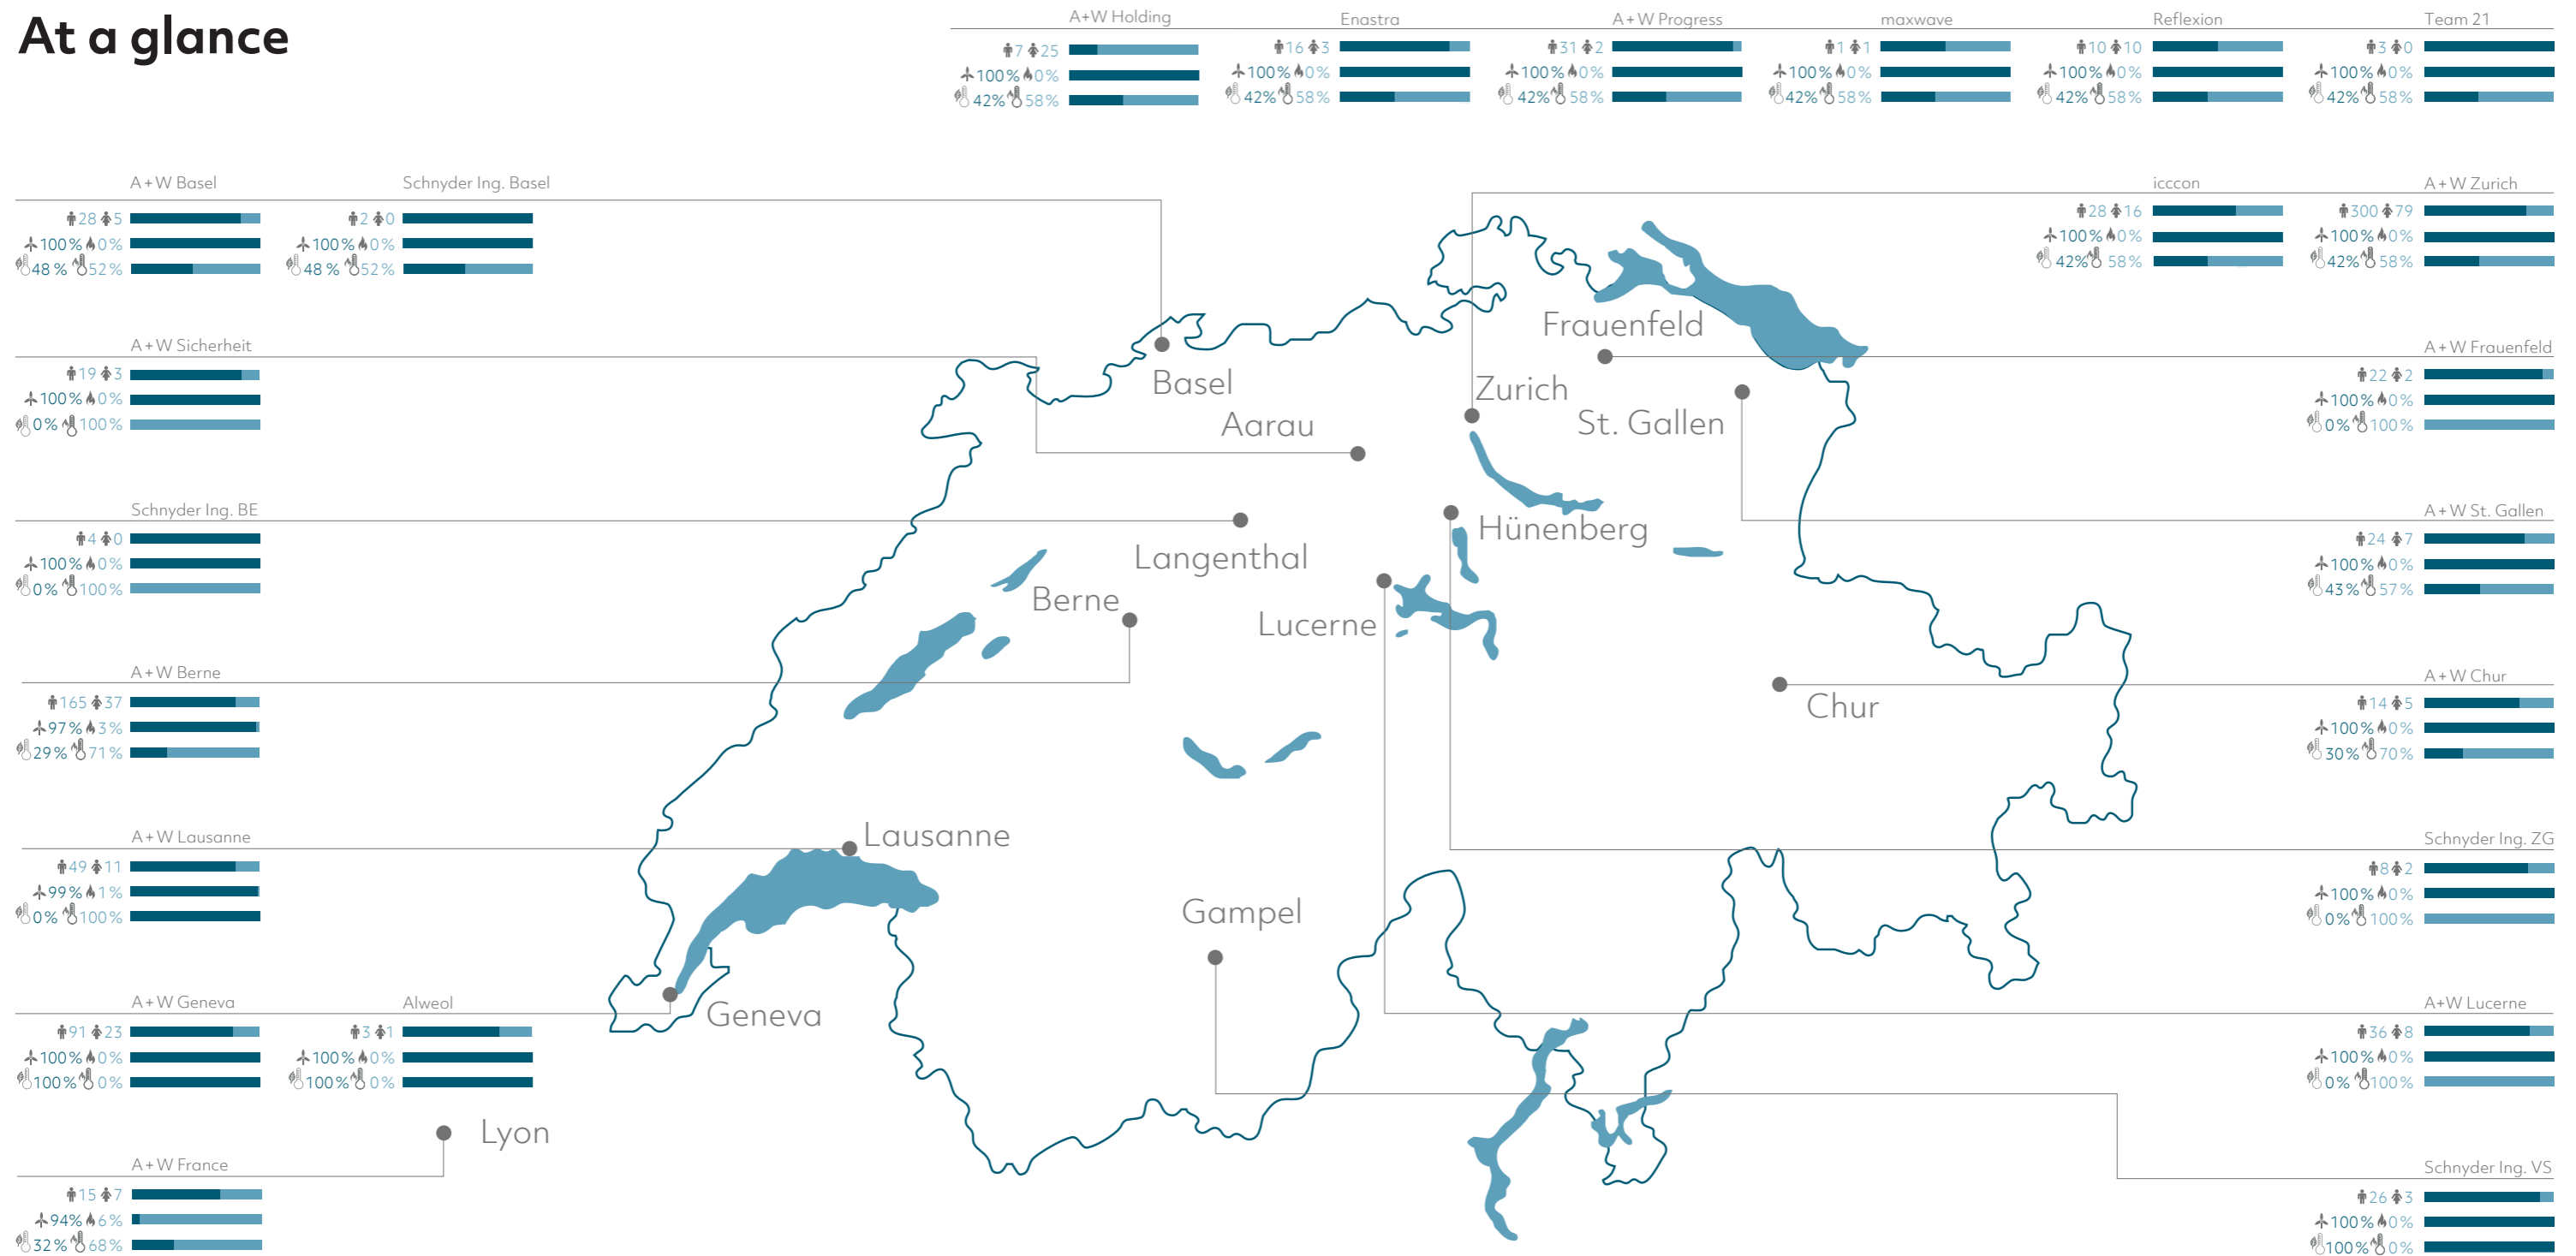 At a glance
A+W Holding
7 25
100% 0%
42% 58%
Enastra
16 3
100% 0%
42% 58%
A+W Progress
31 2
100% 0%
42% 58%
maxwave
1 1
100% 0%
42% 58%
Reflexion
10 10
100% 0%
42% 58%
Team 21
3 0
100% 0%
42% 58%
A+W Basel
28 5
100% 0%
48% 52%
Schnyder Ing. Basel
2 0
100% 0%
48% 52%
icccon
28 16
100% 0%
42% 58%
A+W Zurich
300 79
100% 0%
42% 58%
A+W Sicherheit
19 3
100% 0%
0% 100%
A+W Frauenfeld
22 2
100% 0%
0% 100%
Schnyder Ing. BE
4 0
100% 0%
0% 100%
A+W St. Gallen
24 7
100% 0%
43% 57%
A+W Berne
165 37
97% 3%
29% 71%
A+W Chur
14 5
100% 0%
30% 70%
A+W Lausanne
49 11
99% 1%
0% 100%
Schnyder Ing. ZG
8 2
100% 0%
0% 100%
A+W Geneva
91 23
100% 0%
100% 0%
Alweol
3 1
100% 0%
100% 0%
A+W Lucerne
36 8
100% 0%
0% 100%
A+W France
15 7
94% 6%
32% 68%
Schnyder Ing. VS
26 3
100% 0%
100% 0%
Frauenfeld
Basel
Zurich
Aarau
St. Gallen
Hünenberg
Langenthal
Berne
Lucerne
Chur
Lausanne
Gampel
Geneva
Lyon